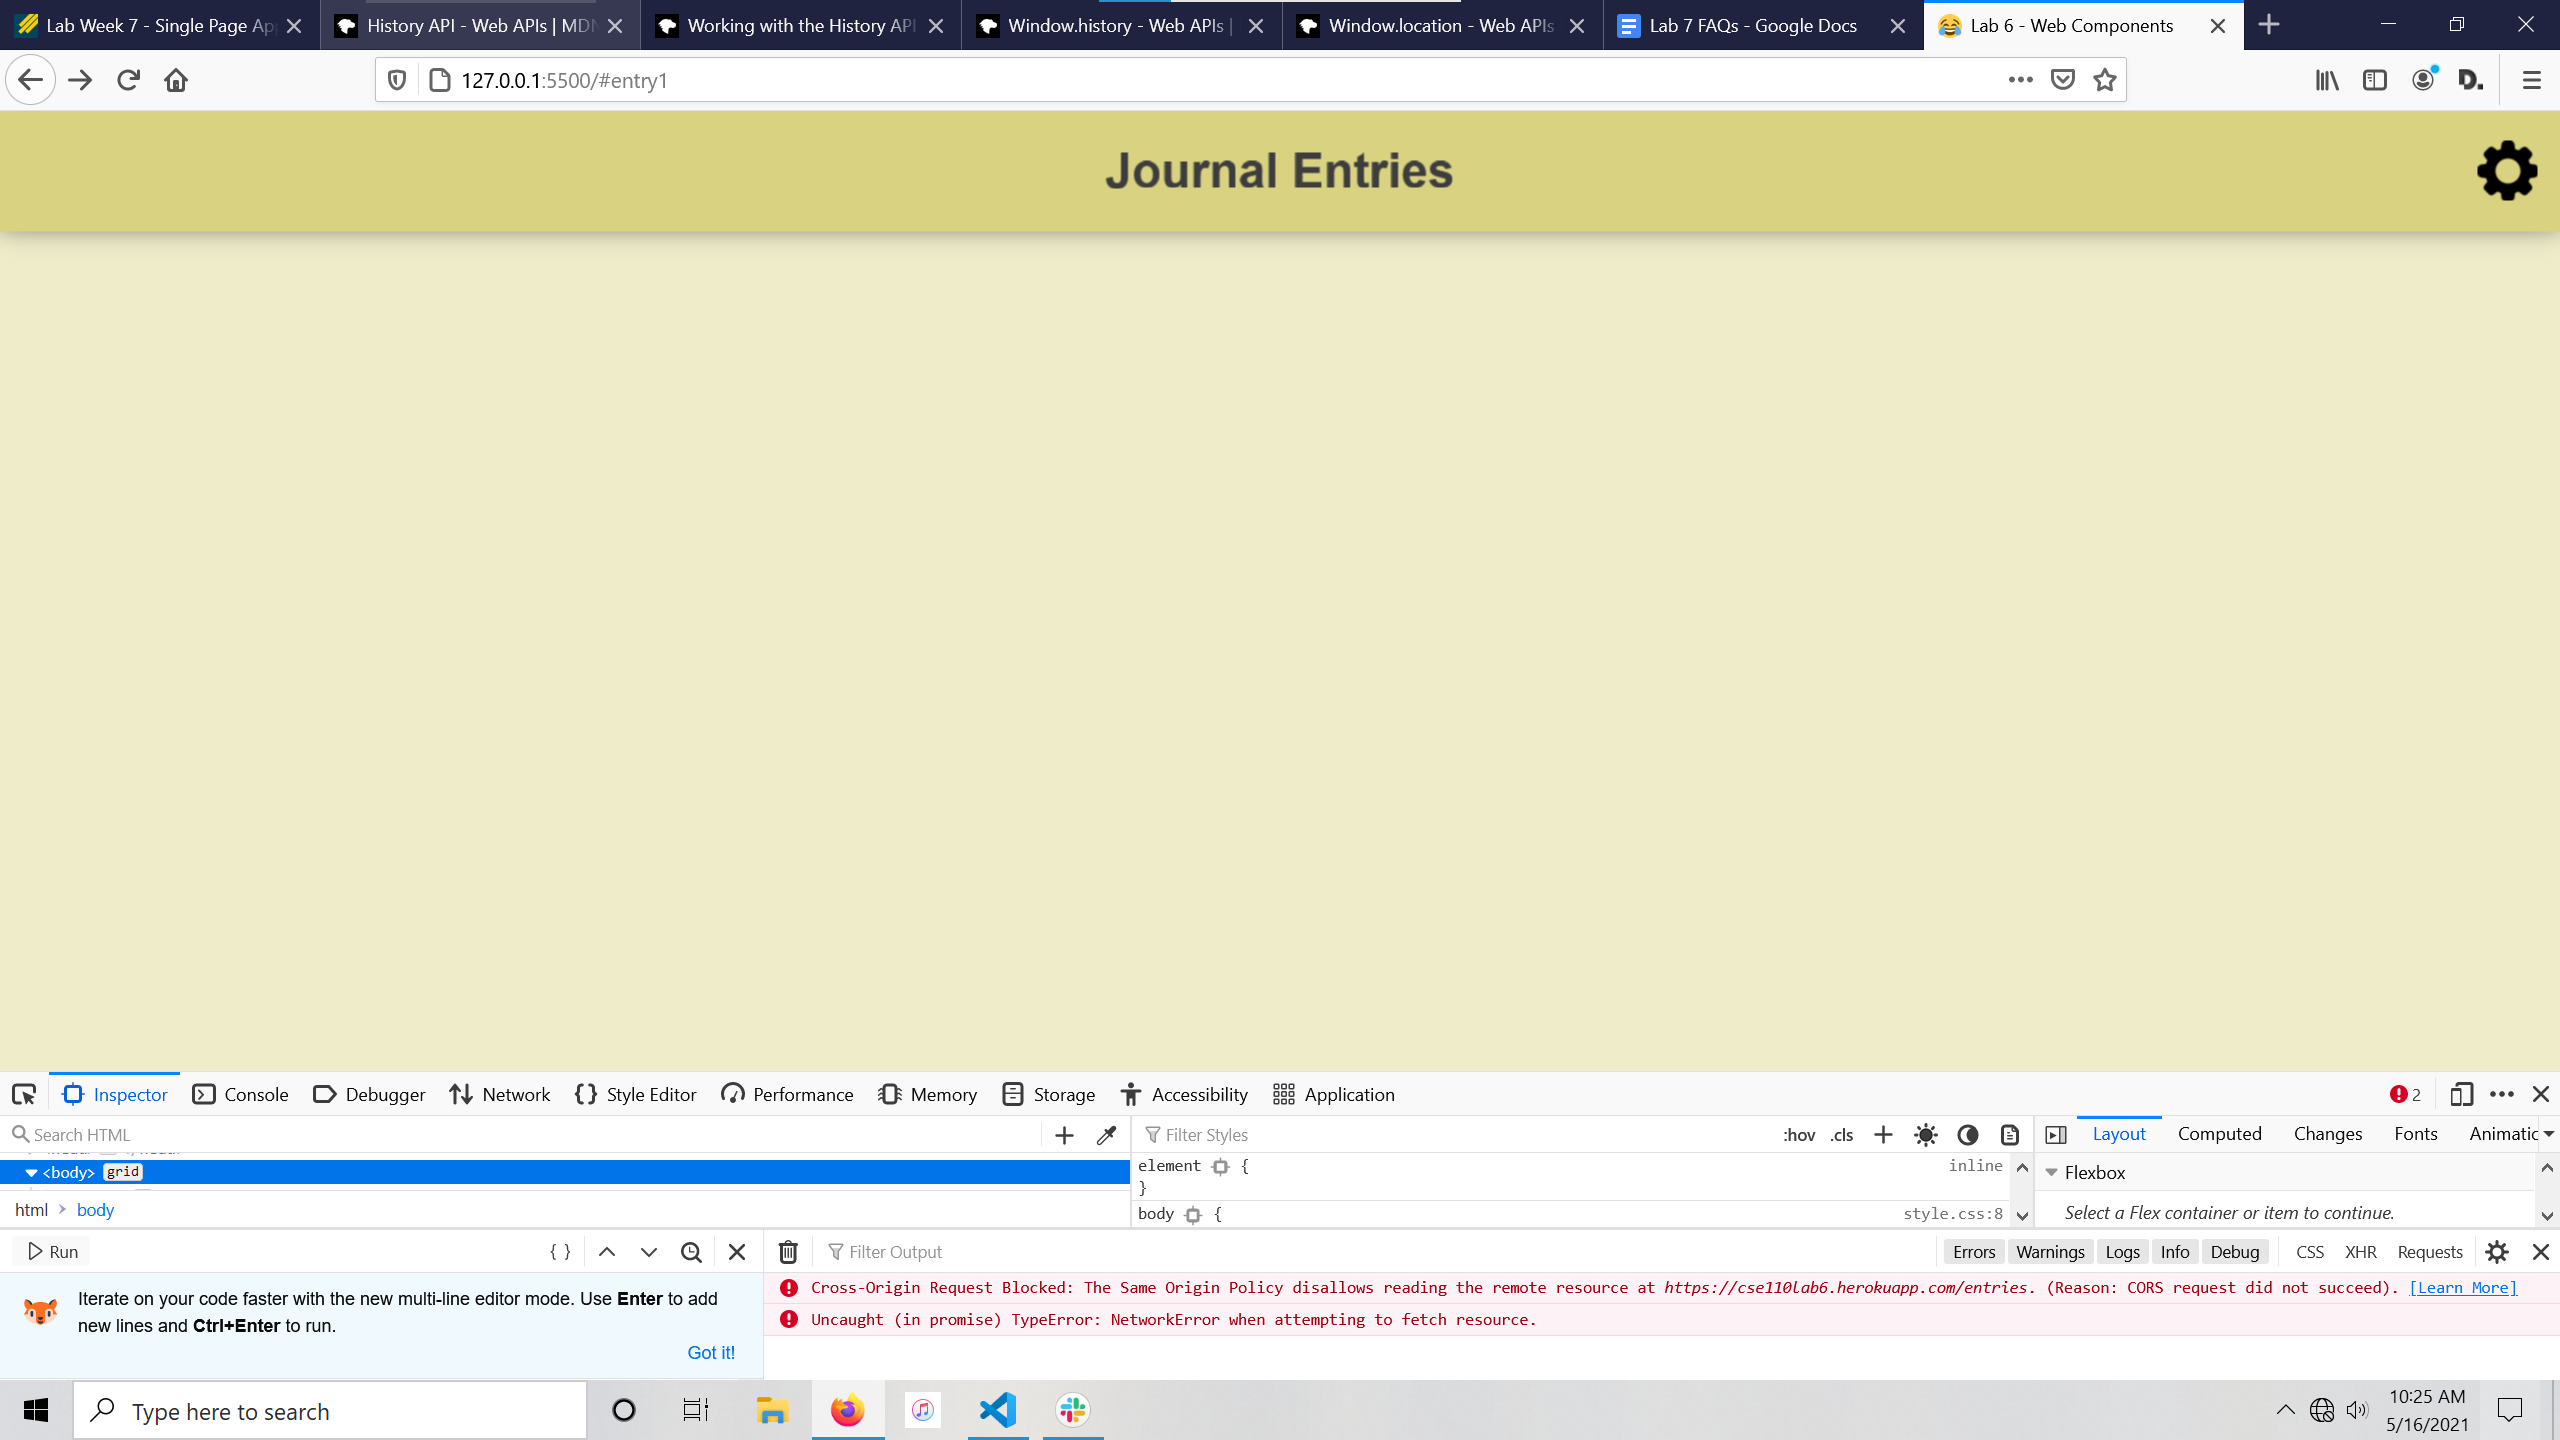 Lab Week 7 - Single Page Ap
History API - Web APIs | MDN
Working with the History API
Window.history - Web APIs |
Window.location - Web APIs
Lab 7 FAQs - Google Docs
Lab 6 - Web Components
127.0.0.1:5500/#entry1
D.
Journal Entries
Inspector
Console
Debugger
Network
Style Editor
Performance
Memory
Storage
Accessibility
Application
2
Search HTML
Filter Styles
:hov
.cls
Layout
Computed
Changes
Fonts
Animatic
<body> grid
element {
inline
}
Flexbox
html
body
body {
style.css:8
Select a Flex container or item to continue.
Run
{ }
Filter Output
Errors
Warnings
Logs
Info
Debug
CSS
XHR
Requests
Iterate on your code faster with the new multi-line editor mode. Use Enter to add
new lines and Ctrl+Enter to run.
Got it!
Cross-Origin Request Blocked: The Same Origin Policy disallows reading the remote resource at https://cse110lab6.herokuapp.com/entries. (Reason: CORS request did not succeed). [Learn More]
Uncaught (in promise) TypeError: NetworkError when attempting to fetch resource.
Type here to search
10:25 AM
5/16/2021